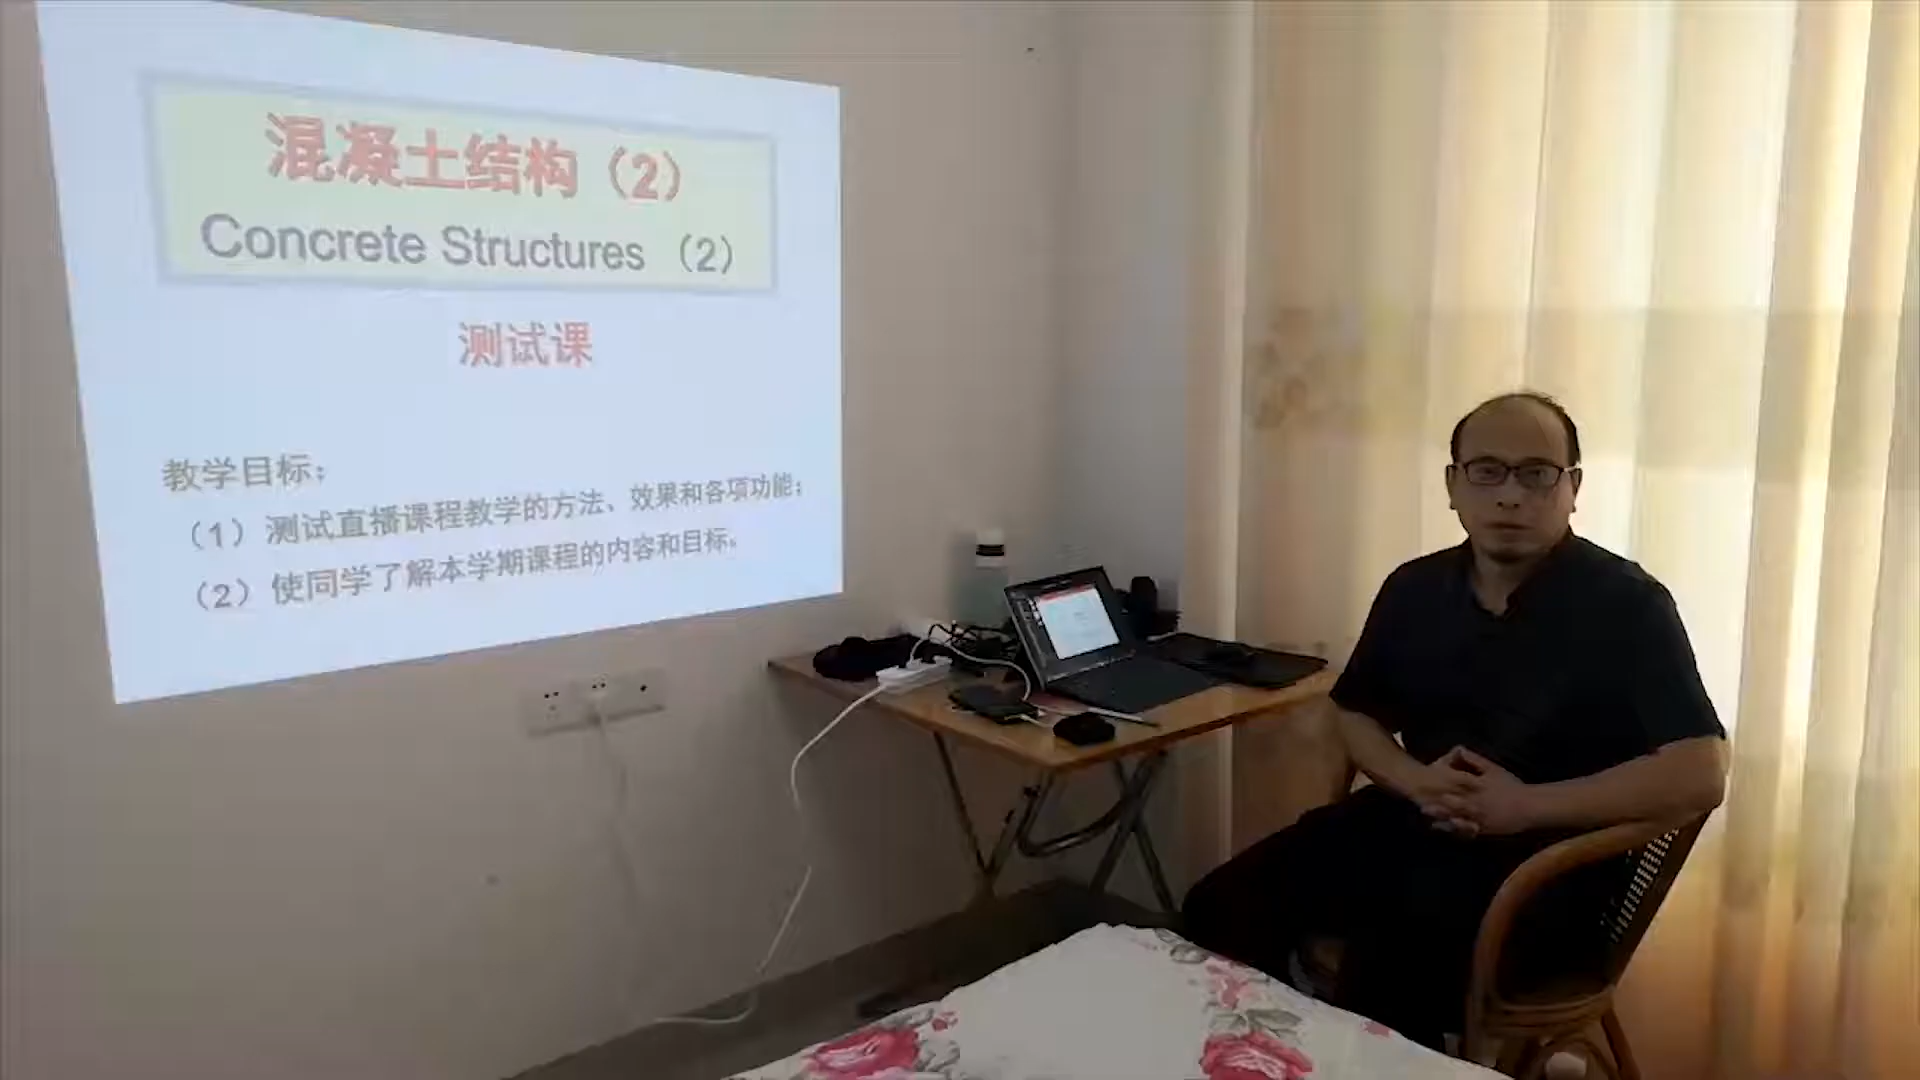 混凝土结构（2）
Concrete Structures （2）
测试课
教学目标：
（1）测试直播课程教学的方法、效果和各项功能；
（2）使同学了解本学期课程的内容和目标。